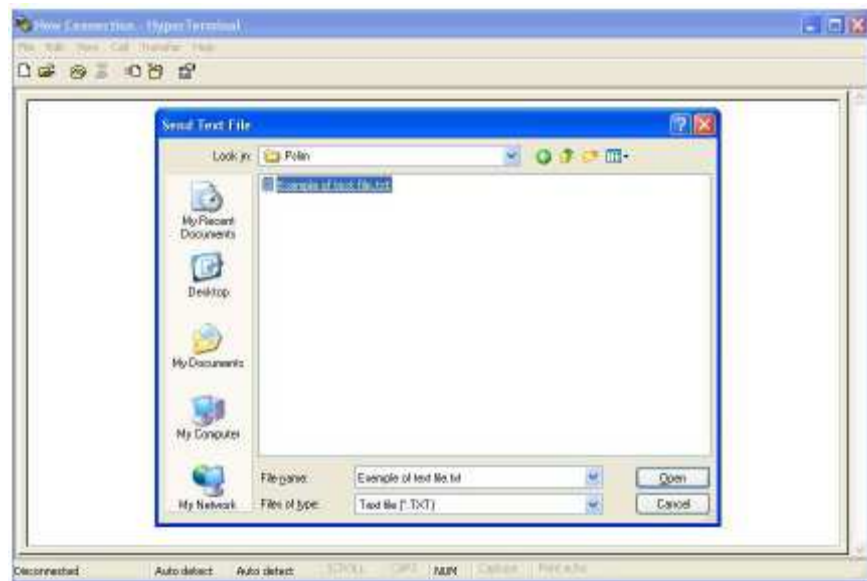 New Connection - HyperTerminal
File Edit View Call Transfer Help
Send Text File
Look in: Polin
Example of text file.txt
My Recent
Documents
Desktop
My Documents
My Computer
My Network
File name: Example of text file.txt
Files of type: Text file (*.TXT)
Open
Cancel
Disconnected Auto detect Auto detect SCROLL CAPS NUM Capture Print echo